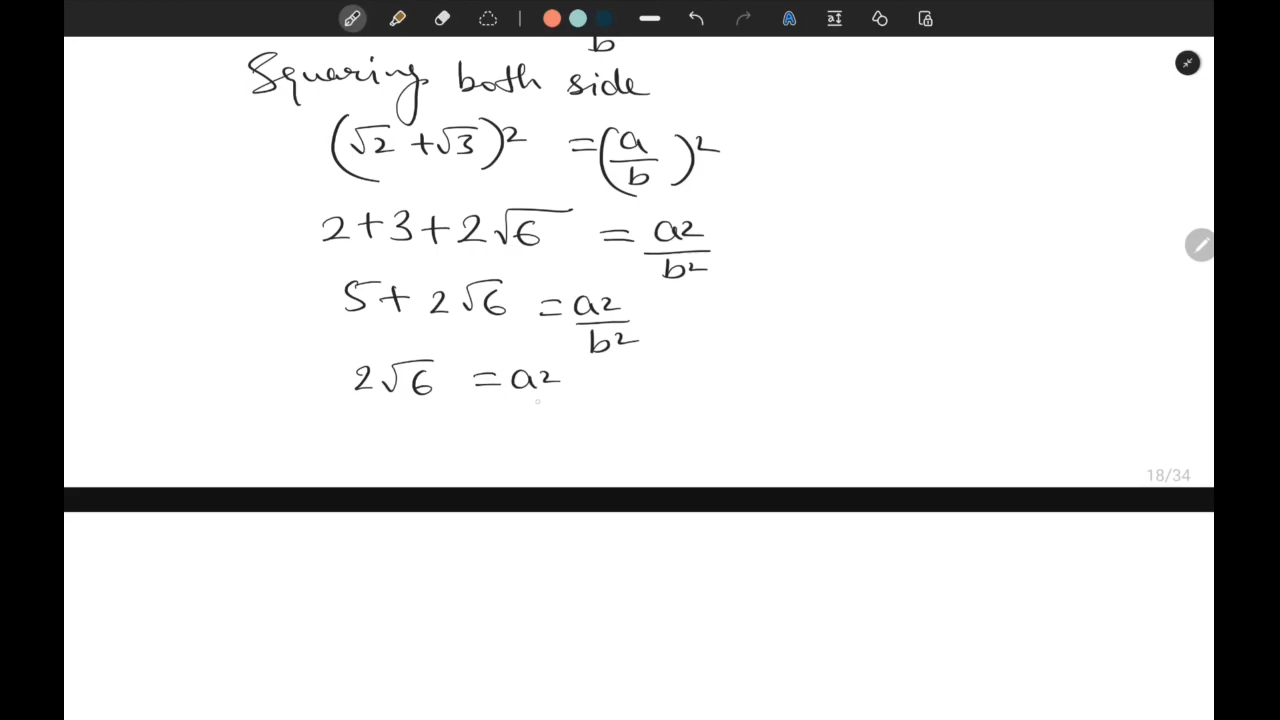 b
Squaring both side
(√2 + √3)² = (a/b)²
2 + 3 + 2√6 = a²/b²
5 + 2√6 = a²/b²
2√6 = a²
18/34